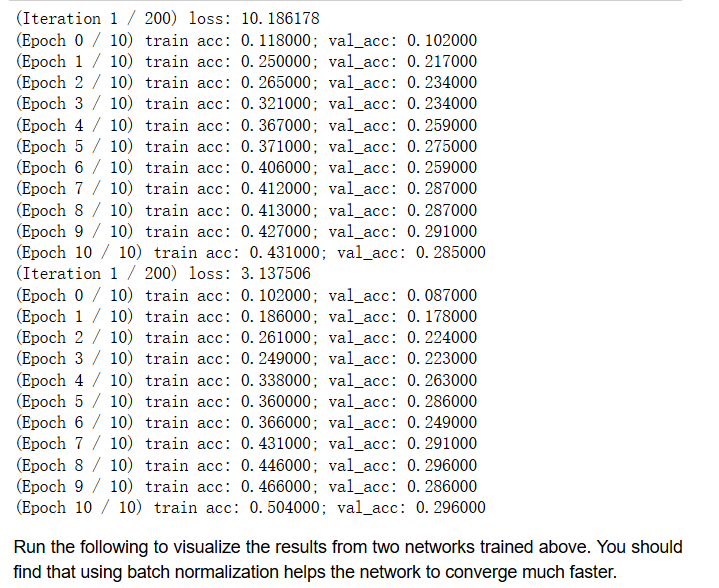 (Iteration 1 / 200) loss: 10.186178
(Epoch 0 / 10) train acc: 0.118000; val_acc: 0.102000
(Epoch 1 / 10) train acc: 0.250000; val_acc: 0.217000
(Epoch 2 / 10) train acc: 0.265000; val_acc: 0.234000
(Epoch 3 / 10) train acc: 0.321000; val_acc: 0.234000
(Epoch 4 / 10) train acc: 0.367000; val_acc: 0.259000
(Epoch 5 / 10) train acc: 0.371000; val_acc: 0.275000
(Epoch 6 / 10) train acc: 0.406000; val_acc: 0.259000
(Epoch 7 / 10) train acc: 0.412000; val_acc: 0.287000
(Epoch 8 / 10) train acc: 0.413000; val_acc: 0.287000
(Epoch 9 / 10) train acc: 0.427000; val_acc: 0.291000
(Epoch 10 / 10) train acc: 0.431000; val_acc: 0.285000
(Iteration 1 / 200) loss: 3.137506
(Epoch 0 / 10) train acc: 0.102000; val_acc: 0.087000
(Epoch 1 / 10) train acc: 0.186000; val_acc: 0.178000
(Epoch 2 / 10) train acc: 0.261000; val_acc: 0.224000
(Epoch 3 / 10) train acc: 0.249000; val_acc: 0.223000
(Epoch 4 / 10) train acc: 0.338000; val_acc: 0.263000
(Epoch 5 / 10) train acc: 0.360000; val_acc: 0.286000
(Epoch 6 / 10) train acc: 0.366000; val_acc: 0.249000
(Epoch 7 / 10) train acc: 0.431000; val_acc: 0.291000
(Epoch 8 / 10) train acc: 0.446000; val_acc: 0.296000
(Epoch 9 / 10) train acc: 0.466000; val_acc: 0.286000
(Epoch 10 / 10) train acc: 0.504000; val_acc: 0.296000
Run the following to visualize the results from two networks trained above. You should
find that using batch normalization helps the network to converge much faster.